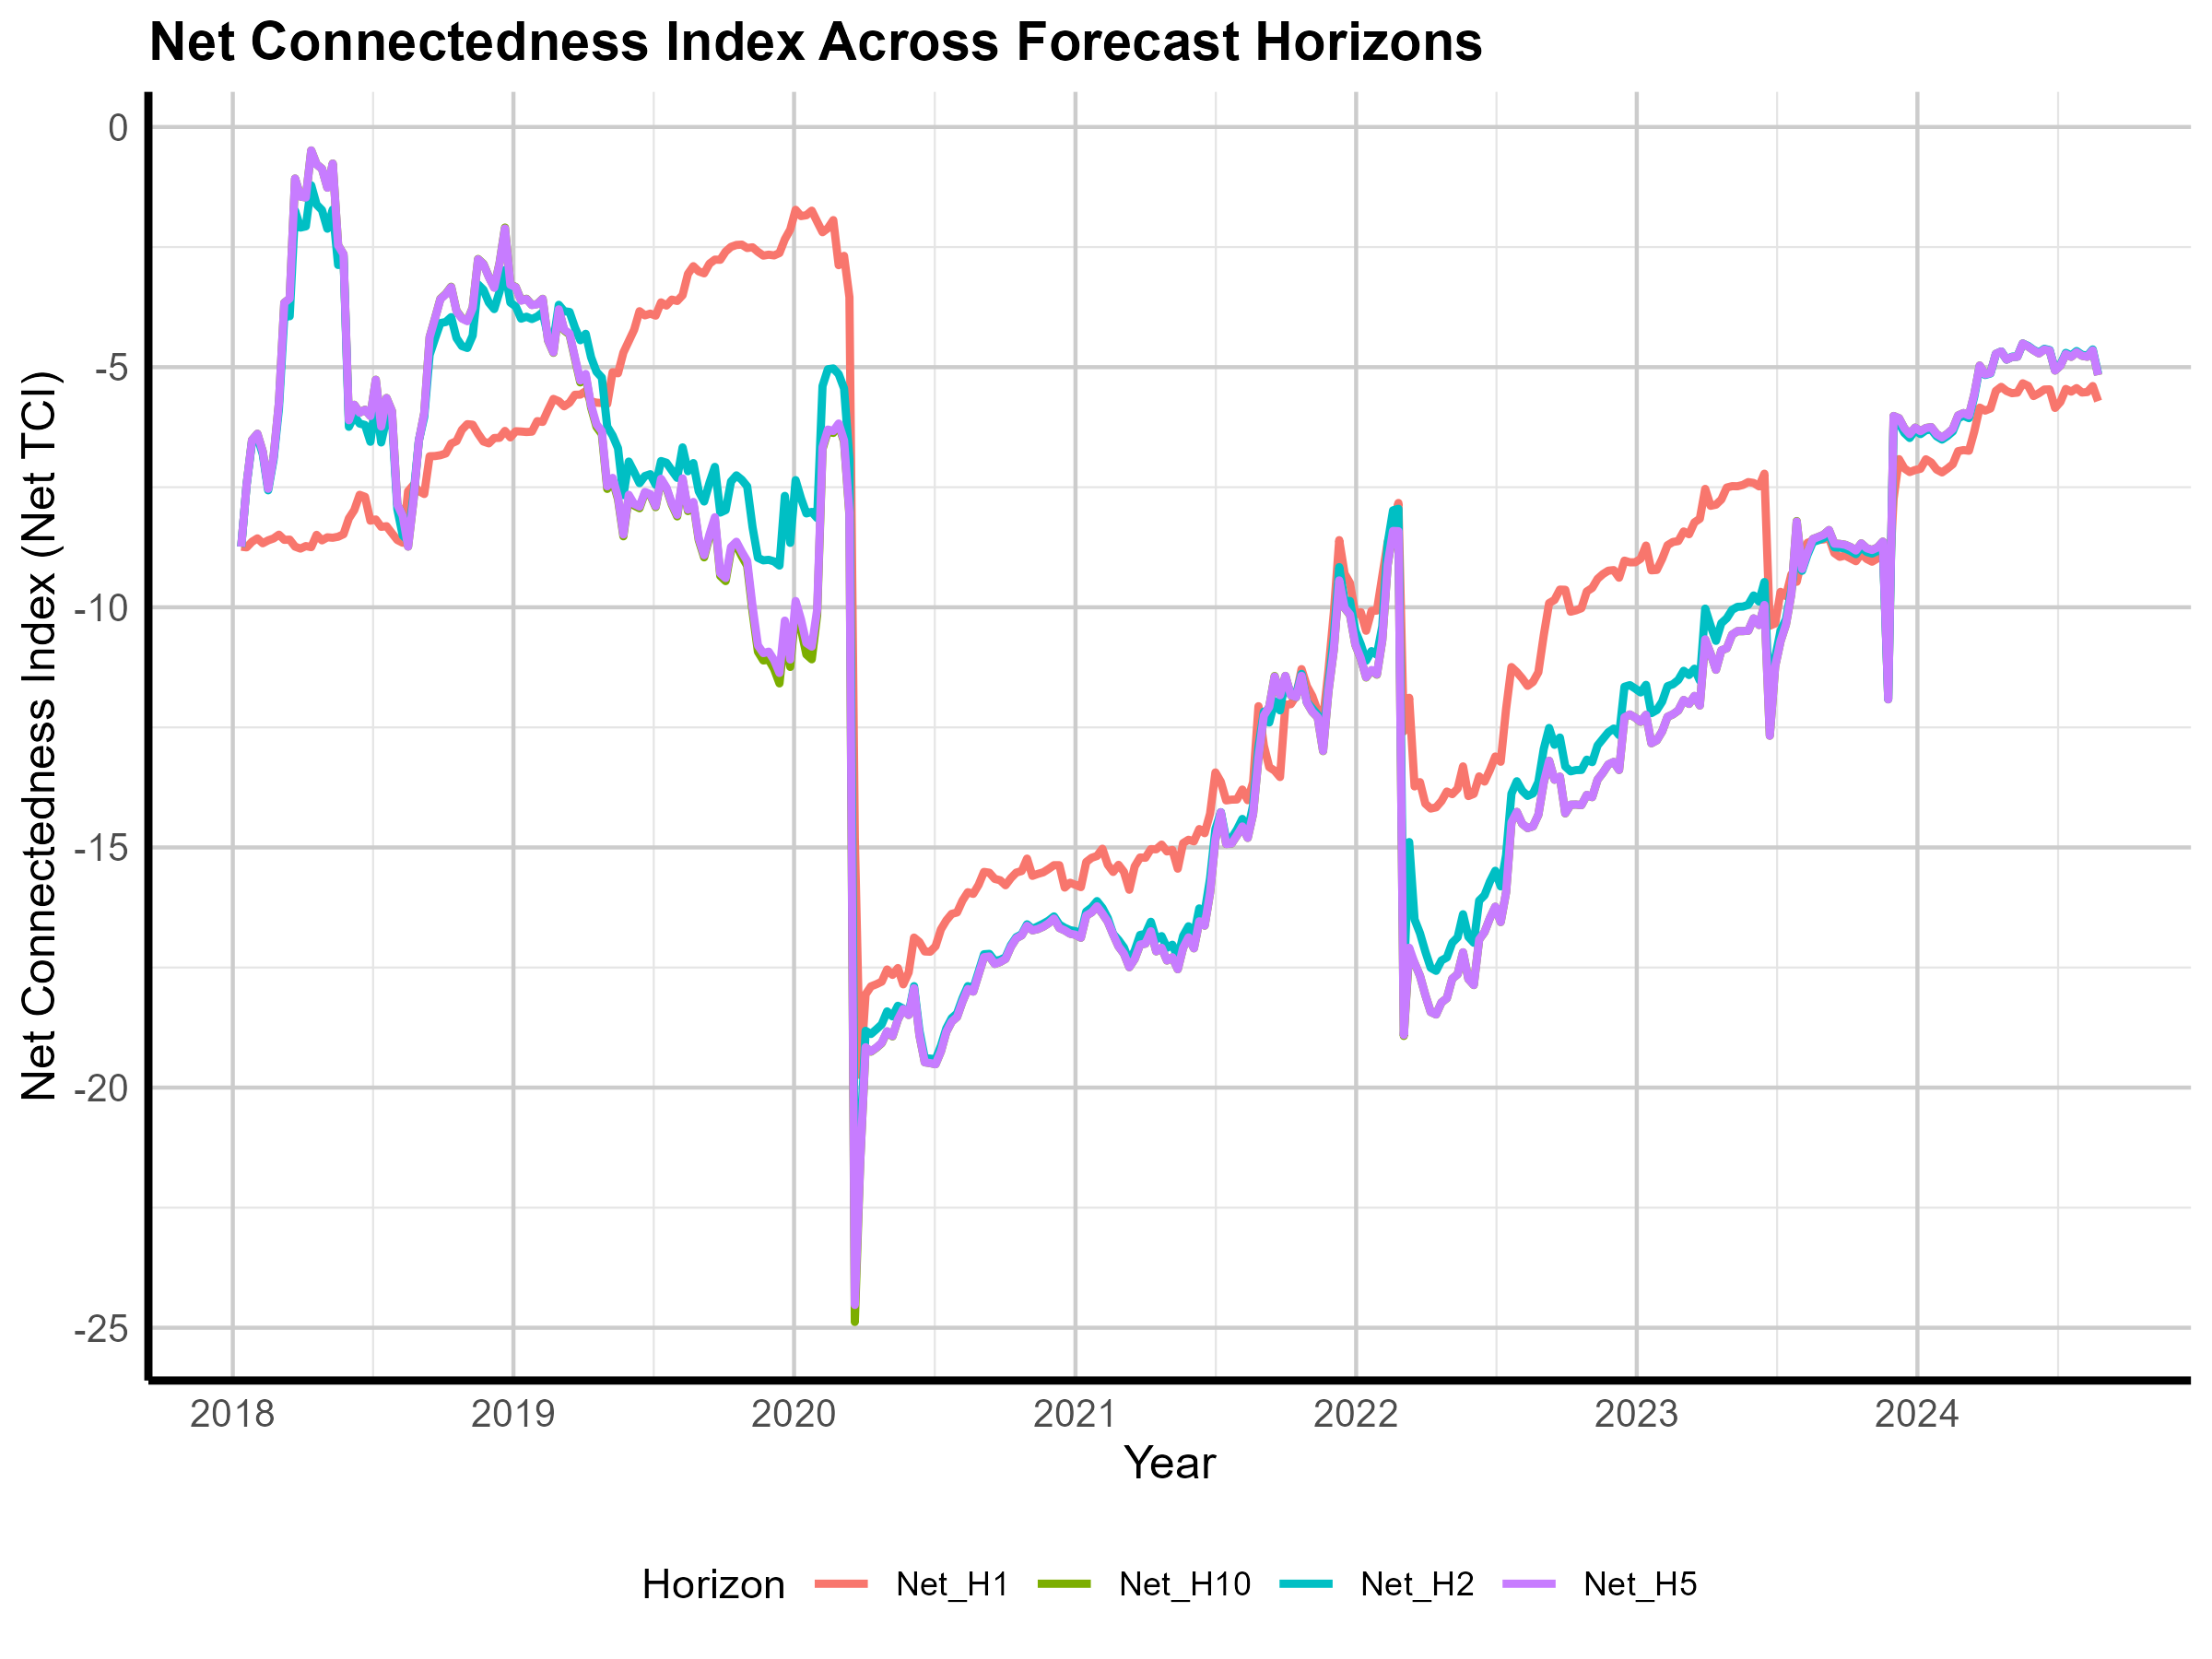 Net Connectedness Index Across Forecast Horizons
Net Connectedness Index (Net TCI)
0
-5
-10
-15
-20
-25
2018 2019 2020 2021 2022 2023 2024
Year
Horizon Net_H1 Net_H10 Net_H2 Net_H5